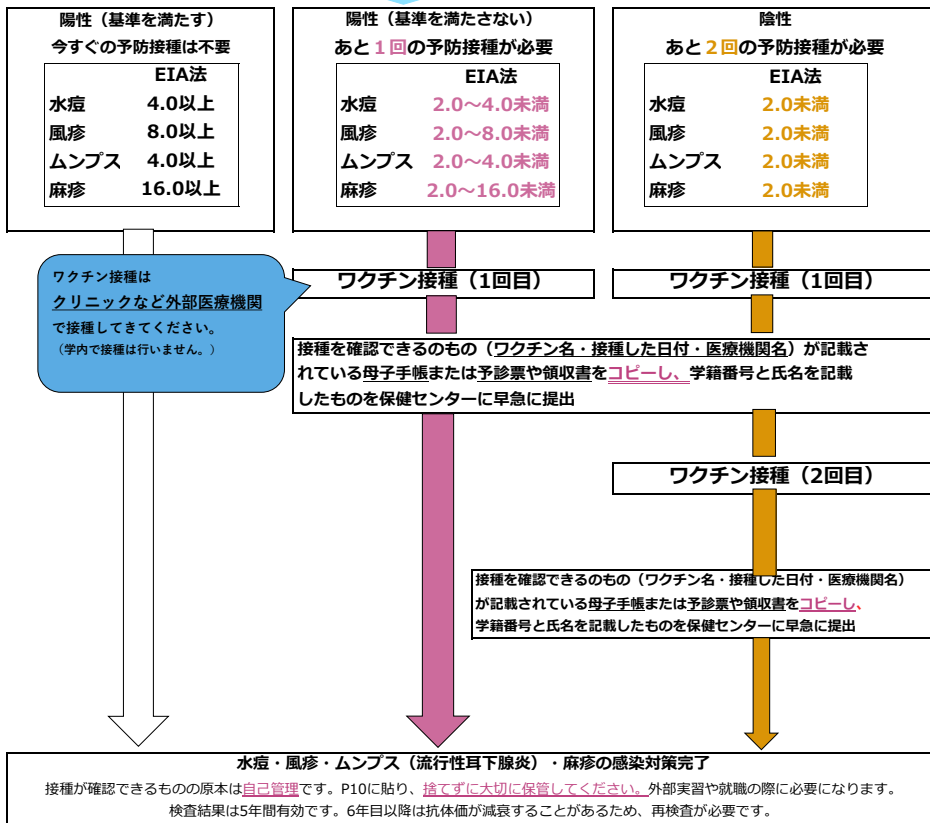 陽性（基準を満たす）
今すぐの予防接種は不要
EIA法
水痘 4.0以上
風疹 8.0以上
ムンプス 4.0以上
麻疹 16.0以上
陽性（基準を満たさない）
あと１回の予防接種が必要
EIA法
水痘 2.0～4.0未満
風疹 2.0～8.0未満
ムンプス 2.0～4.0未満
麻疹 2.0～16.0未満
陰性
あと２回の予防接種が必要
EIA法
水痘 2.0未満
風疹 2.0未満
ムンプス 2.0未満
麻疹 2.0未満
ワクチン接種は
クリニックなど外部医療機関
で接種してきてください。
（学内で接種は行いません。）
ワクチン接種（1回目）
ワクチン接種（1回目）
接種を確認できるのもの（ワクチン名・接種した日付・医療機関名）が記載さ
れている母子手帳または予診票や領収書をコピーし、学籍番号と氏名を記載
したものを保健センターに早急に提出
ワクチン接種（2回目）
接種を確認できるのもの（ワクチン名・接種した日付・医療機関名）
が記載されている母子手帳または予診票や領収書をコピーし、
学籍番号と氏名を記載したものを保健センターに早急に提出
水痘・風疹・ムンプス（流行性耳下腺炎）・麻疹の感染対策完了
接種が確認できるものの原本は自己管理です。P10に貼り、捨てずに大切に保管してください。外部実習や就職の際に必要になります。
検査結果は5年間有効です。6年目以降は抗体価が減衰することがあるため、再検査が必要です。